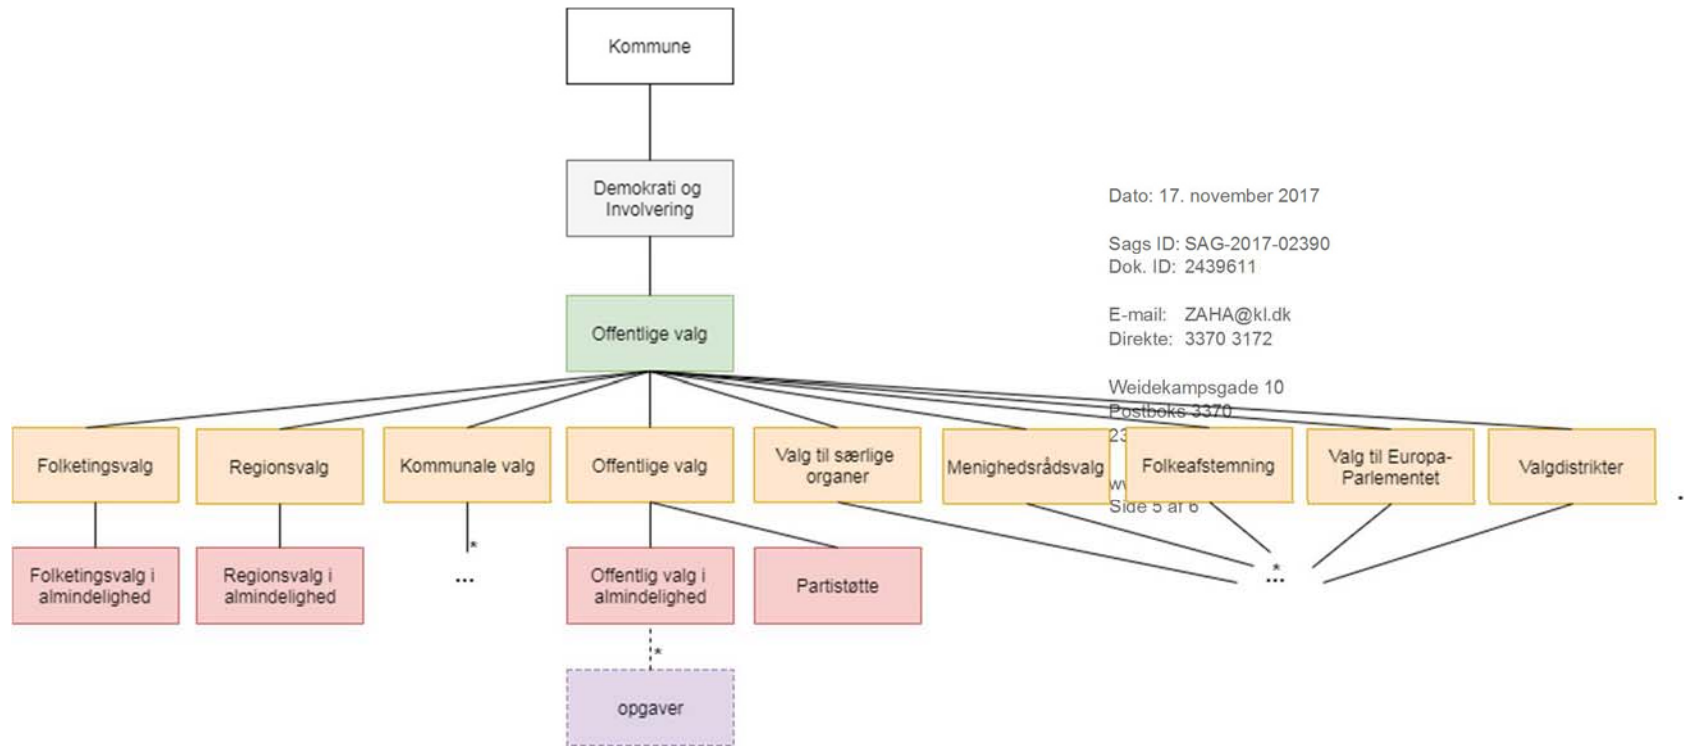 Kommune
Demokrati og
Involvering
Dato: 17. november 2017
Sags ID: SAG-2017-02390
Dok. ID: 2439611
E-mail: ZAHA@kl.dk
Direkte: 3370 3172
Offentlige valg
Weidekampsgade 10
Postboks 3370
23
Folketingsvalg
Regionsvalg
Kommunale valg
Offentlige valg
Valg til særlige
organer
Menighedsrådsvalg
Folkeafstemning
Valg til Europa-
Parlementet
Valgdistrikter
.
Side 5 af 6
Folketingsvalg i
almindelighed
Regionsvalg i
almindelighed
*
...
Offentlig valg i
almindelighed
Partistøtte
*
...
*
opgaver